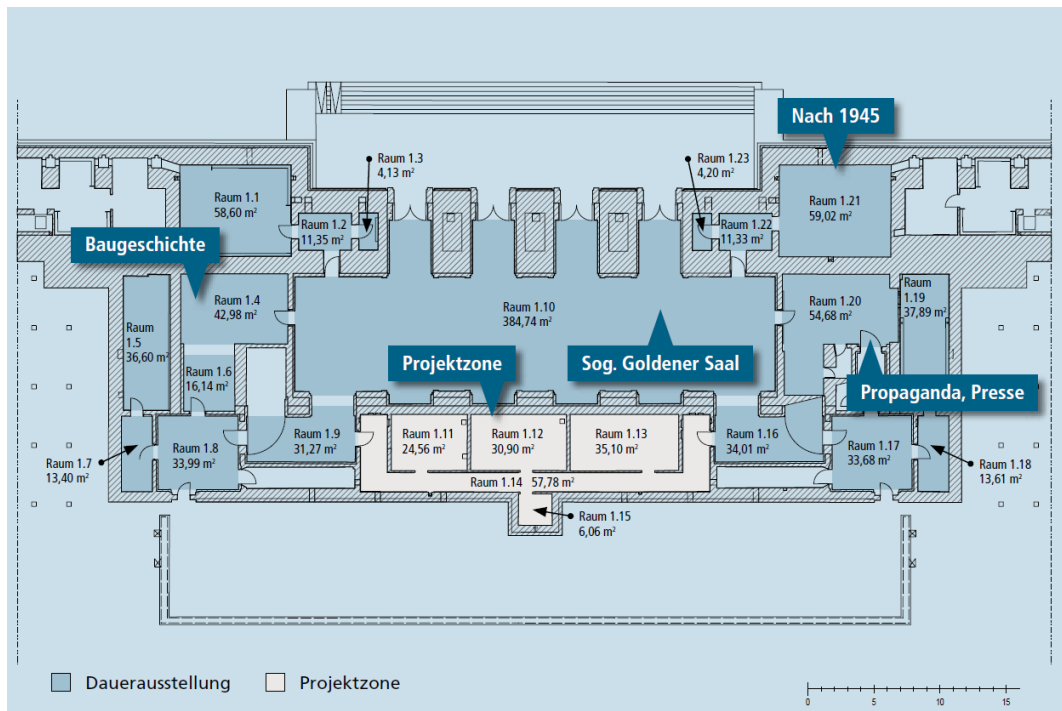 Nach 1945
Raum 1.3
4,13 m²
Raum 1.23
4,20 m²
Raum 1.1
58,60 m²
Raum 1.2
11,35 m²
Raum 1.22
11,33 m²
Raum 1.21
59,02 m²
Baugeschichte
Raum 1.4
42,98 m²
Raum
1.5
36,60 m²
Raum 1.6
16,14 m²
Raum 1.10
384,74 m²
Raum 1.20
54,68 m²
Raum
1.19
37,89 m²
Projektzone
Sog. Goldener Saal
Propaganda, Presse
Raum 1.7
13,40 m²
Raum 1.8
33,99 m²
Raum 1.9
31,27 m²
Raum 1.11
24,56 m²
Raum 1.12
30,90 m²
Raum 1.13
35,10 m²
Raum 1.14 57,78 m²
Raum 1.15
6,06 m²
Raum 1.16
34,01 m²
Raum 1.17
33,68 m²
Raum 1.18
13,61 m²
Dauerausstellung
Projektzone
0 5 10 15